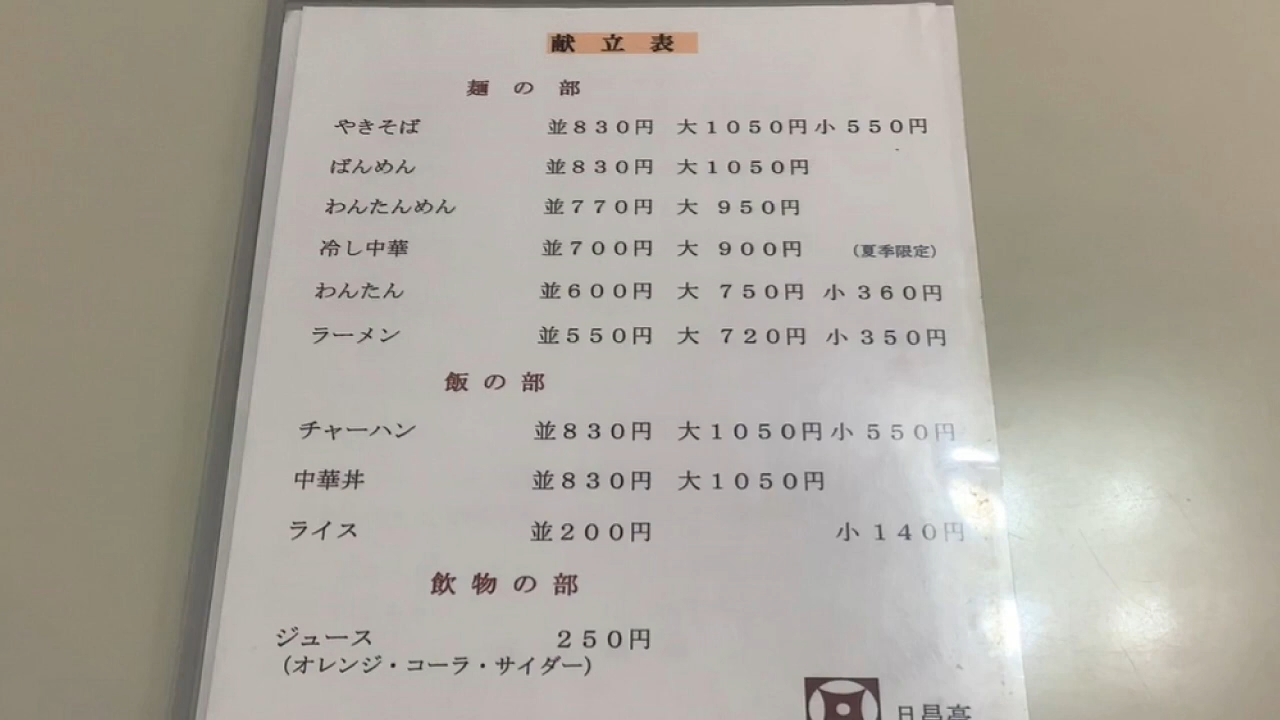 献立表
麺の部
やきそば 並830円 大1050円 小 550円
ばんめん 並830円 大1050円
わんたんめん 並770円 大 950円
冷し中華 並700円 大 900円 (夏季限定)
わんたん 並600円 大 750円 小 360円
ラーメン 並550円 大 720円 小 350円
飯の部
チャーハン 並830円 大1050円 小 550円
中華丼 並830円 大1050円
ライス 並200円 小 140円
飲物の部
ジュース 250円
(オレンジ・コーラ・サイダー)
日昌亭